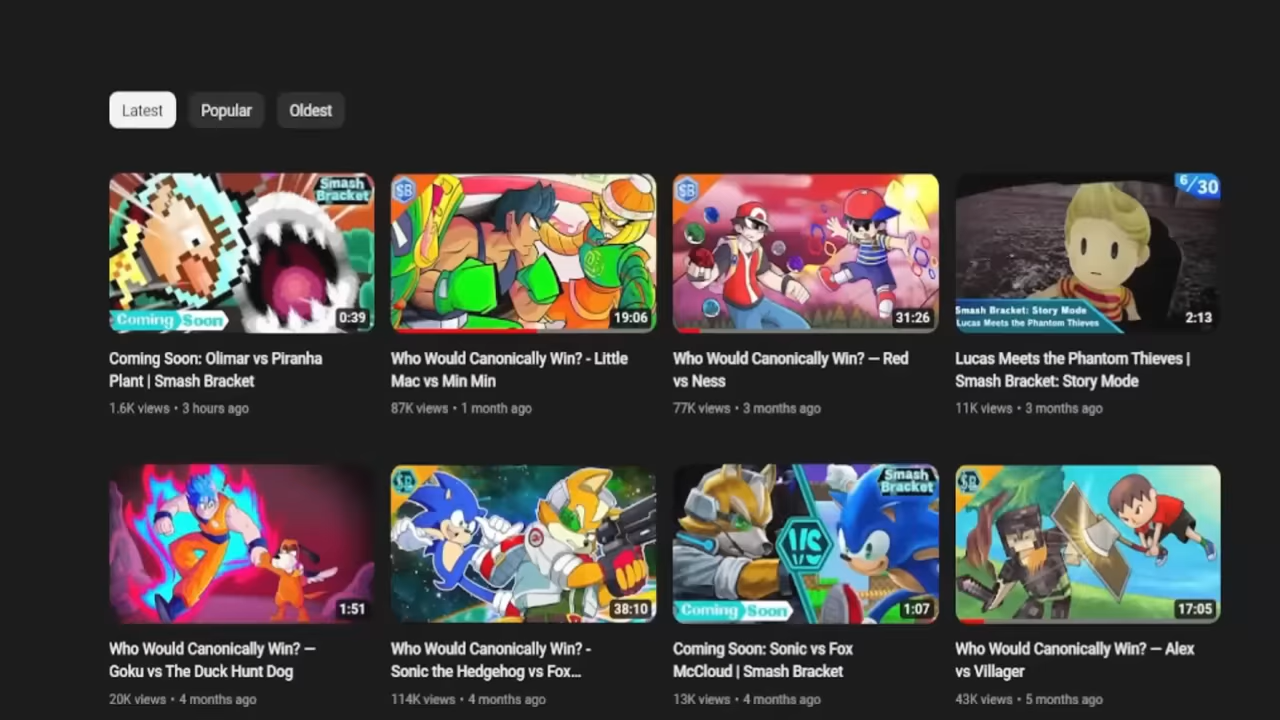 Latest
Popular
Oldest
Smash
Bracket
Coming Soon
0:39
$B
19:06
$B
31:26
6/30
Smash Bracket: Story Mode
Lucas Meets the Phantom Thieves
2:13
Coming Soon: Olimar vs Piranha
Plant | Smash Bracket
1.6K views • 3 hours ago
Who Would Canonically Win? - Little
Mac vs Min Min
87K views • 1 month ago
Who Would Canonically Win? — Red
vs Ness
77K views • 3 months ago
Lucas Meets the Phantom Thieves |
Smash Bracket: Story Mode
11K views • 3 months ago
1:51
$B
38:10
Smash
Bracket
VS
Coming Soon
1:07
$B
17:05
Who Would Canonically Win? —
Goku vs The Duck Hunt Dog
20K views • 4 months ago
Who Would Canonically Win? -
Sonic the Hedgehog vs Fox...
114K views • 4 months ago
Coming Soon: Sonic vs Fox
McCloud | Smash Bracket
13K views • 4 months ago
Who Would Canonically Win? — Alex
vs Villager
43K views • 5 months ago